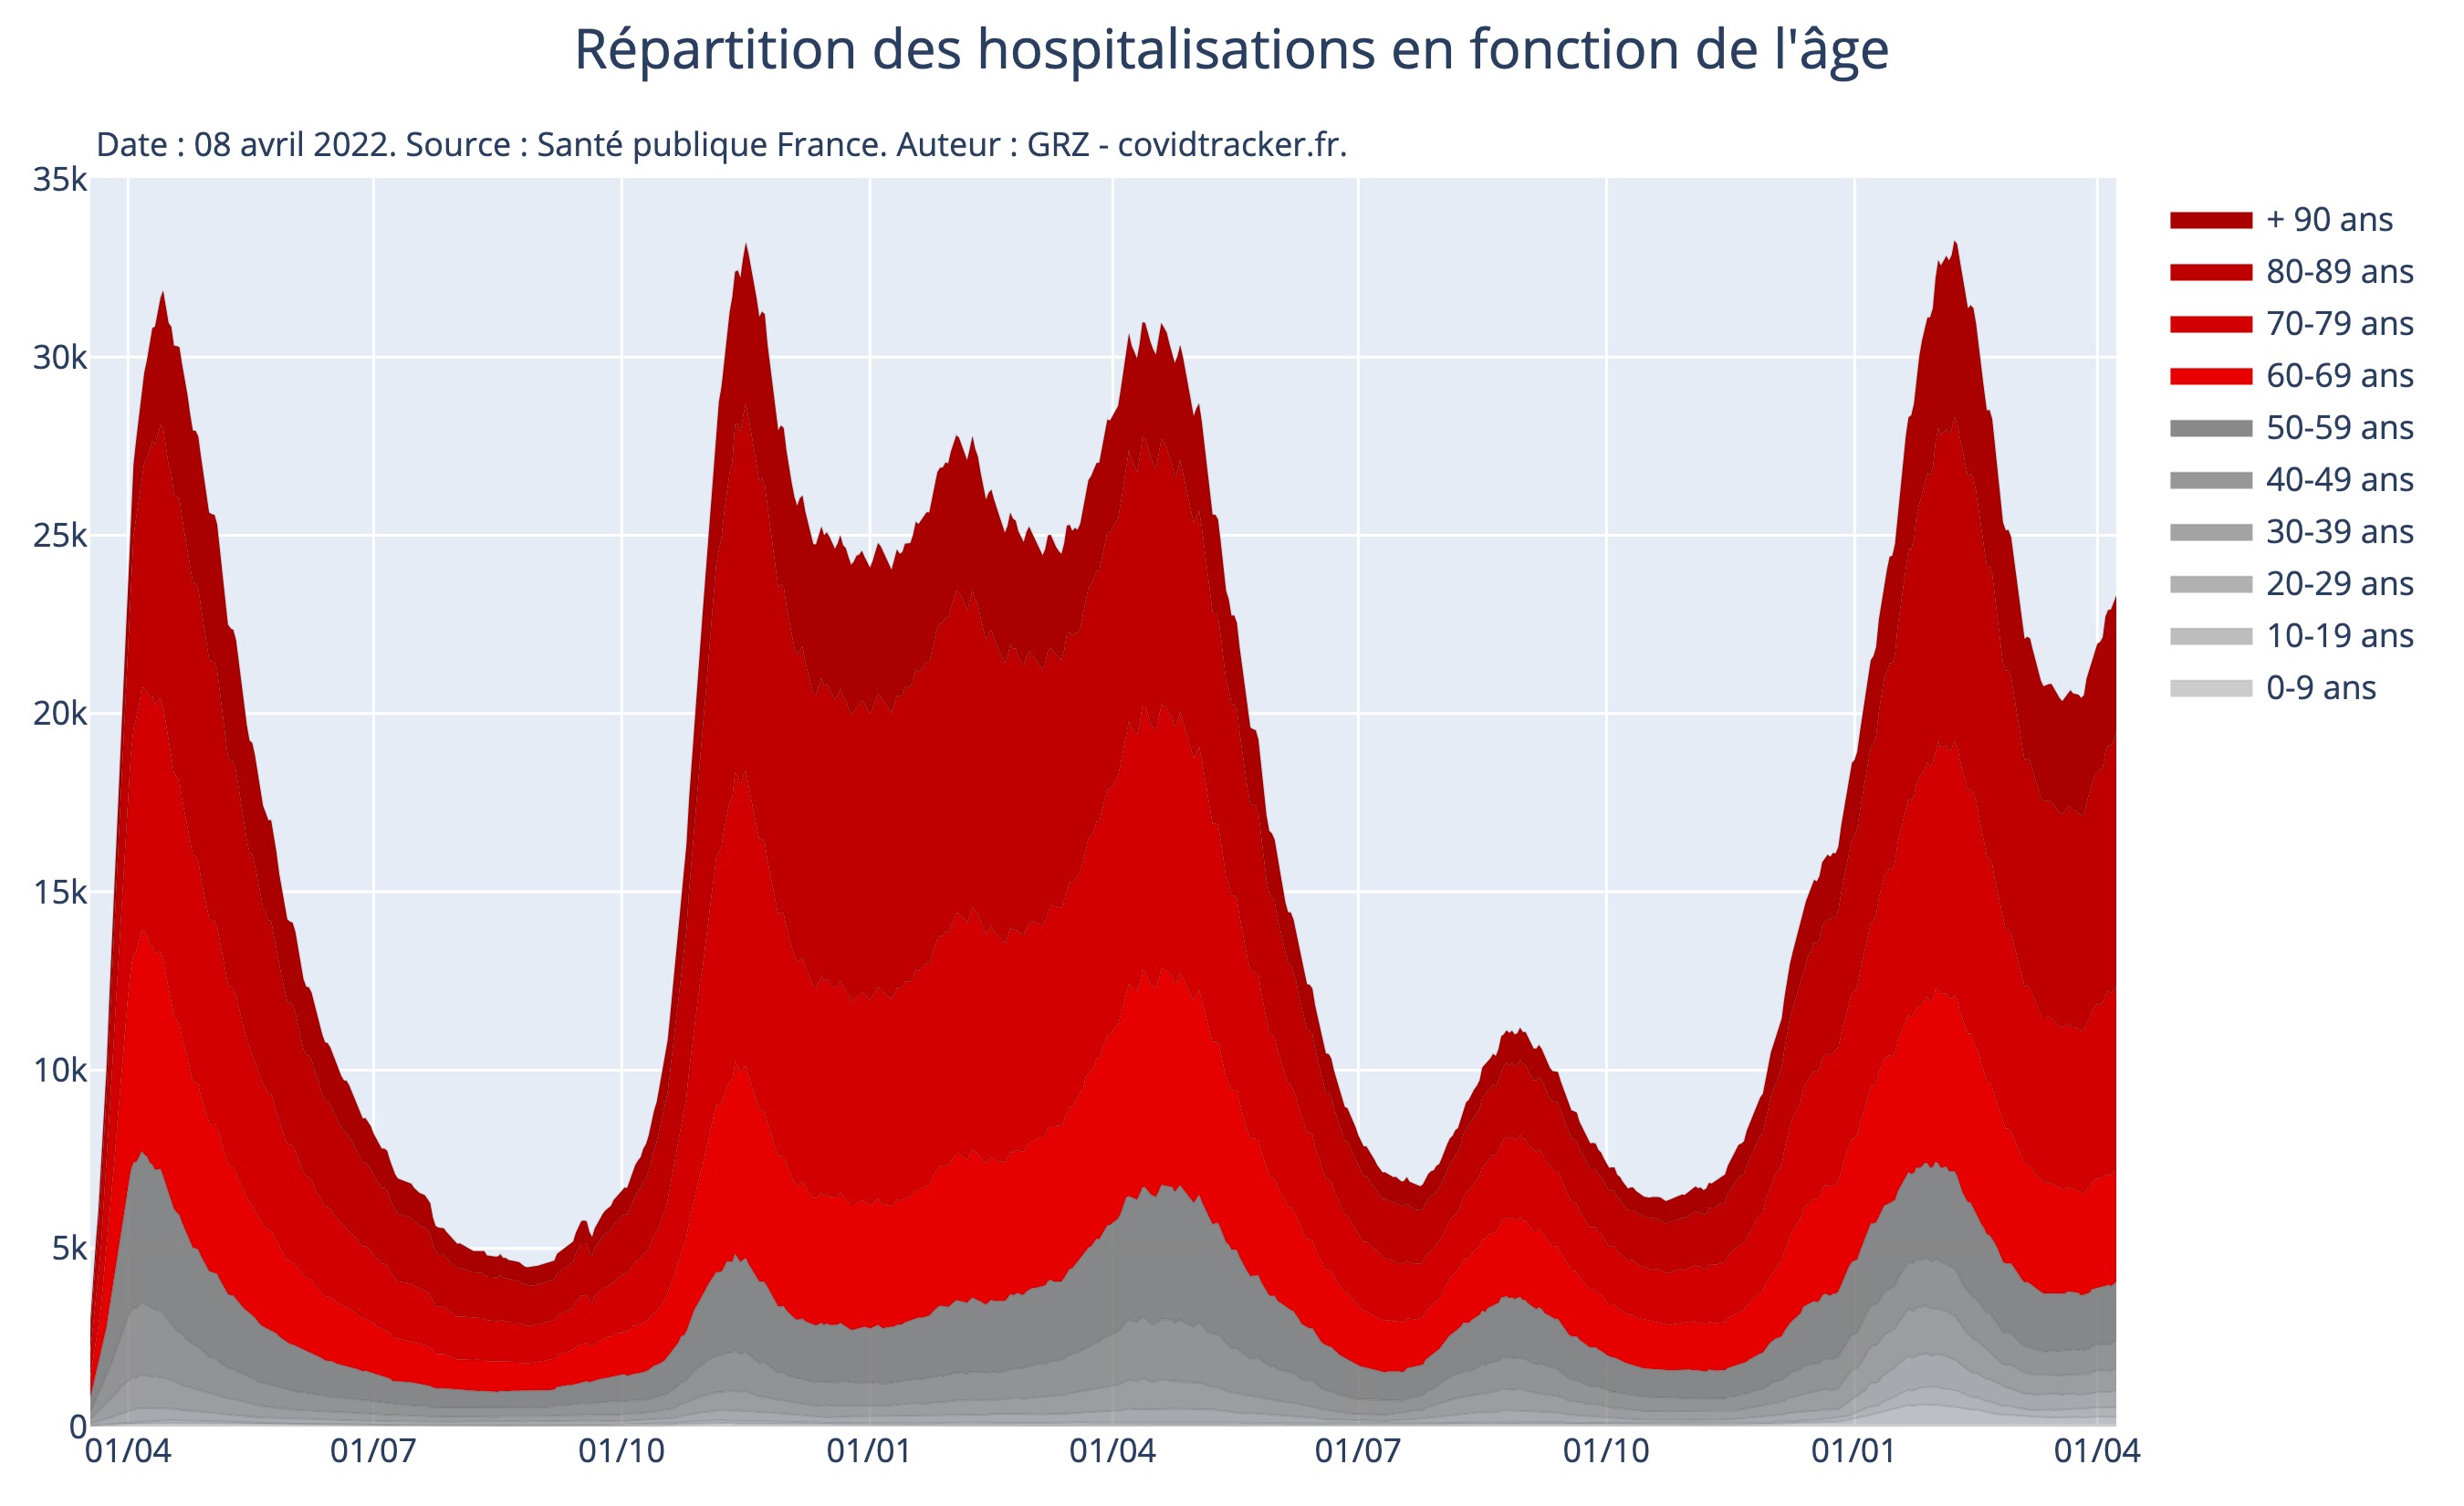 Répartition des hospitalisations en fonction de l'âge
Date : 08 avril 2022. Source : Santé publique France. Auteur : GRZ - covidtracker.fr.
35k
30k
25k
20k
15k
10k
5k
0
01/04
01/07
01/10
01/01
01/04
01/07
01/10
01/01
01/04
+ 90 ans
80-89 ans
70-79 ans
60-69 ans
50-59 ans
40-49 ans
30-39 ans
20-29 ans
10-19 ans
0-9 ans